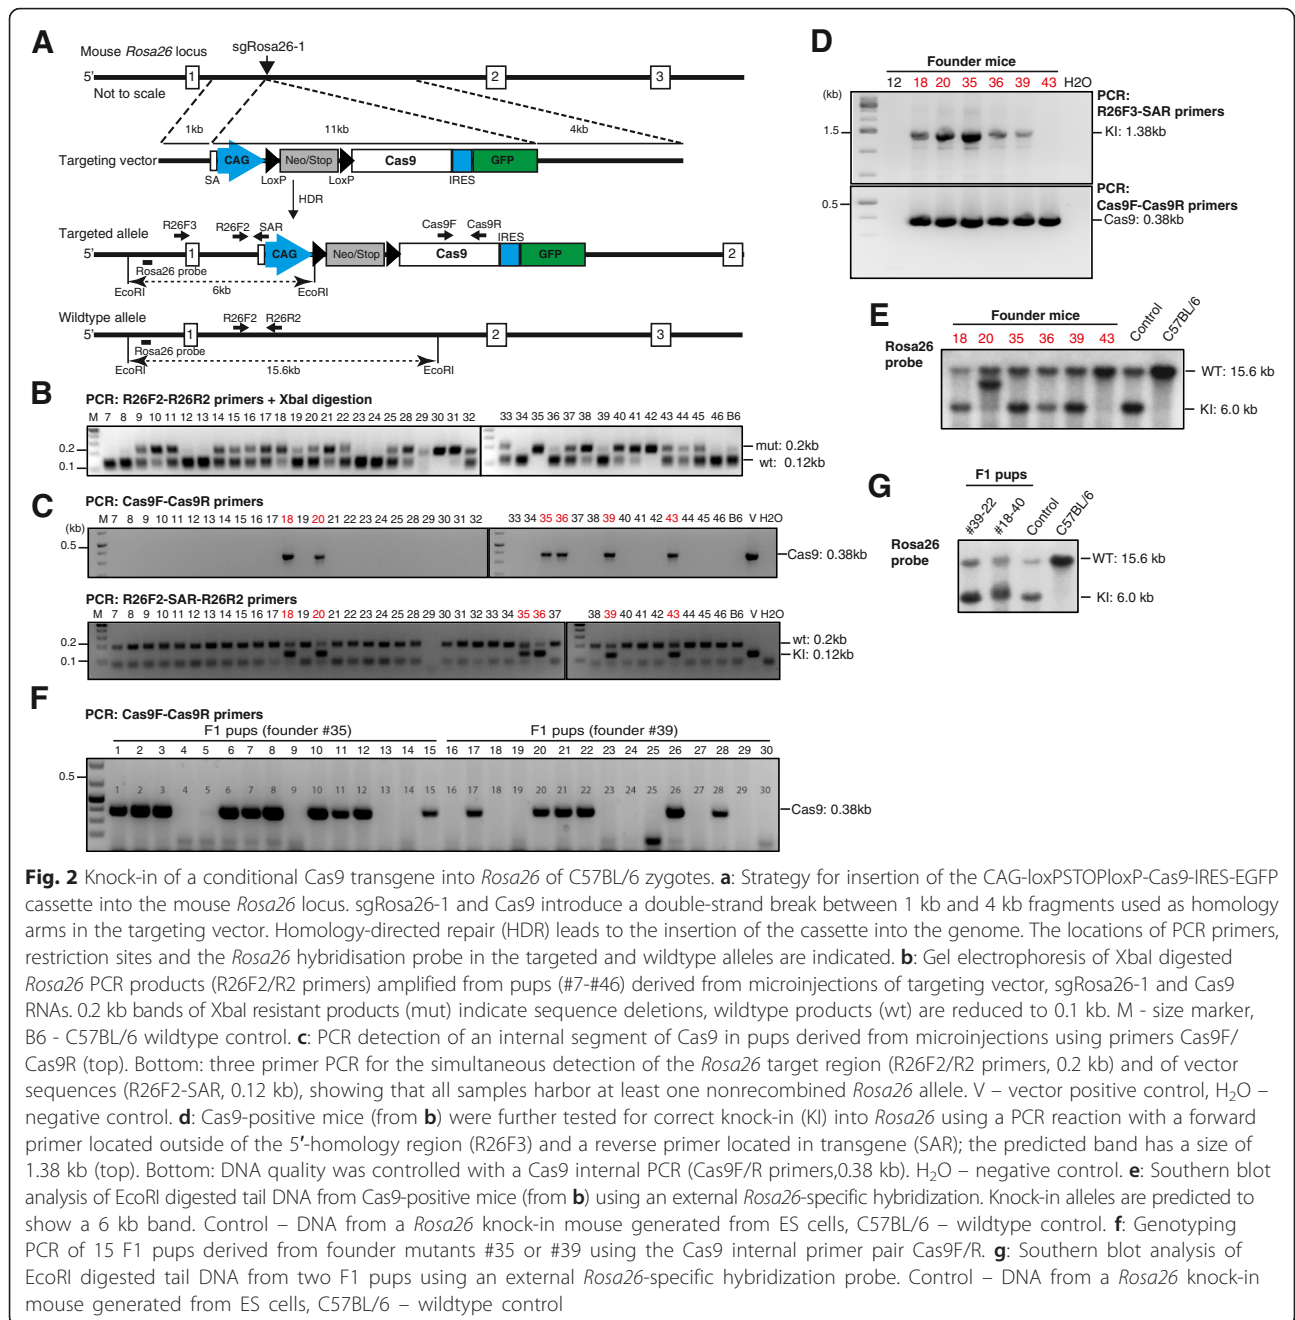 A
Mouse Rosa26 locus
sgRosa26-1
5'
1
2
3
Not to scale
1kb
11kb
4kb
Targeting vector
CAG
Neo/Stop
Cas9
GFP
SA
LoxP
LoxP
IRES
HDR
Targeted allele
R26F3
R26F2
SAR
Cas9F
Cas9R
IRES
5'
1
CAG
Neo/Stop
Cas9
GFP
2
Rosa26 probe
EcoRI
6kb
EcoRI
Wildtype allele
R26F2
R26R2
5'
1
2
3
Rosa26 probe
EcoRI
15.6kb
EcoRI
B
PCR: R26F2-R26R2 primers + XbaI digestion
M 7 8 9 10 11 12 13 14 15 16 17 18 19 20 21 22 23 24 25 28 29 30 31 32
33 34 35 36 37 38 39 40 41 42 43 44 45 46 B6
0.2
0.1
mut: 0.2kb
wt: 0.12kb
C
PCR: Cas9F-Cas9R primers
(kb)
M 7 8 9 10 11 12 13 14 15 16 17 18 19 20 21 22 23 24 25 28 29 30 31 32
33 34 35 36 37 38 39 40 41 42 43 44 45 46 B6 V H2O
0.5
Cas9: 0.38kb
PCR: R26F2-SAR-R26R2 primers
M 7 8 9 10 11 12 13 14 15 16 17 18 19 20 21 22 23 24 25 28 29 30 31 32 33 34 35 36 37
38 39 40 41 42 43 44 45 46 B6 V H2O
0.2
0.1
wt: 0.2kb
KI: 0.12kb
D
Founder mice
12 18 20 35 36 39 43 H2O
(kb)
PCR:
R26F3-SAR primers
1.5
KI: 1.38kb
PCR:
Cas9F-Cas9R primers
0.5
Cas9: 0.38kb
E
Founder mice
Control
C57BL/6
18 20 35 36 39 43
Rosa26
probe
WT: 15.6 kb
KI: 6.0 kb
G
F1 pups
#39-22
#18-40
Control
C57BL/6
Rosa26
probe
WT: 15.6 kb
KI: 6.0 kb
F
PCR: Cas9F-Cas9R primers
F1 pups (founder #35)
F1 pups (founder #39)
1 2 3 4 5 6 7 8 9 10 11 12 13 14 15 16 17 18 19 20 21 22 23 24 25 26 27 28 29 30
0.5
1 2 3 4 5 6 7 8 9 10 11 12 13 14 15 16 17 18 19 20 21 22 23 24 25 26 27 28 29 30
Cas9: 0.38kb
Fig. 2 Knock-in of a conditional Cas9 transgene into Rosa26 of C57BL/6 zygotes. a: Strategy for insertion of the CAG-loxPSTOPloxP-Cas9-IRES-EGFP
cassette into the mouse Rosa26 locus. sgRosa26-1 and Cas9 introduce a double-strand break between 1 kb and 4 kb fragments used as homology
arms in the targeting vector. Homology-directed repair (HDR) leads to the insertion of the cassette into the genome. The locations of PCR primers,
restriction sites and the Rosa26 hybridisation probe in the targeted and wildtype alleles are indicated. b: Gel electrophoresis of XbaI digested
Rosa26 PCR products (R26F2/R2 primers) amplified from pups (#7-#46) derived from microinjections of targeting vector, sgRosa26-1 and Cas9
RNAs. 0.2 kb bands of XbaI resistant products (mut) indicate sequence deletions, wildtype products (wt) are reduced to 0.1 kb. M - size marker,
B6 - C57BL/6 wildtype control. c: PCR detection of an internal segment of Cas9 in pups derived from microinjections using primers Cas9F/
Cas9R (top). Bottom: three primer PCR for the simultaneous detection of the Rosa26 target region (R26F2/R2 primers, 0.2 kb) and of vector
sequences (R26F2-SAR, 0.12 kb), showing that all samples harbor at least one nonrecombined Rosa26 allele. V – vector positive control, H2O –
negative control. d: Cas9-positive mice (from b) were further tested for correct knock-in (KI) into Rosa26 using a PCR reaction with a forward
primer located outside of the 5′-homology region (R26F3) and a reverse primer located in transgene (SAR); the predicted band has a size of
1.38 kb (top). Bottom: DNA quality was controlled with a Cas9 internal PCR (Cas9F/R primers,0.38 kb). H2O – negative control. e: Southern blot
analysis of EcoRI digested tail DNA from Cas9-positive mice (from b) using an external Rosa26-specific hybridization. Knock-in alleles are predicted to
show a 6 kb band. Control – DNA from a Rosa26 knock-in mouse generated from ES cells, C57BL/6 – wildtype control. f: Genotyping
PCR of 15 F1 pups derived from founder mutants #35 or #39 using the Cas9 internal primer pair Cas9F/R. g: Southern blot analysis of
EcoRI digested tail DNA from two F1 pups using an external Rosa26-specific hybridization probe. Control – DNA from a Rosa26 knock-in
mouse generated from ES cells, C57BL/6 – wildtype control